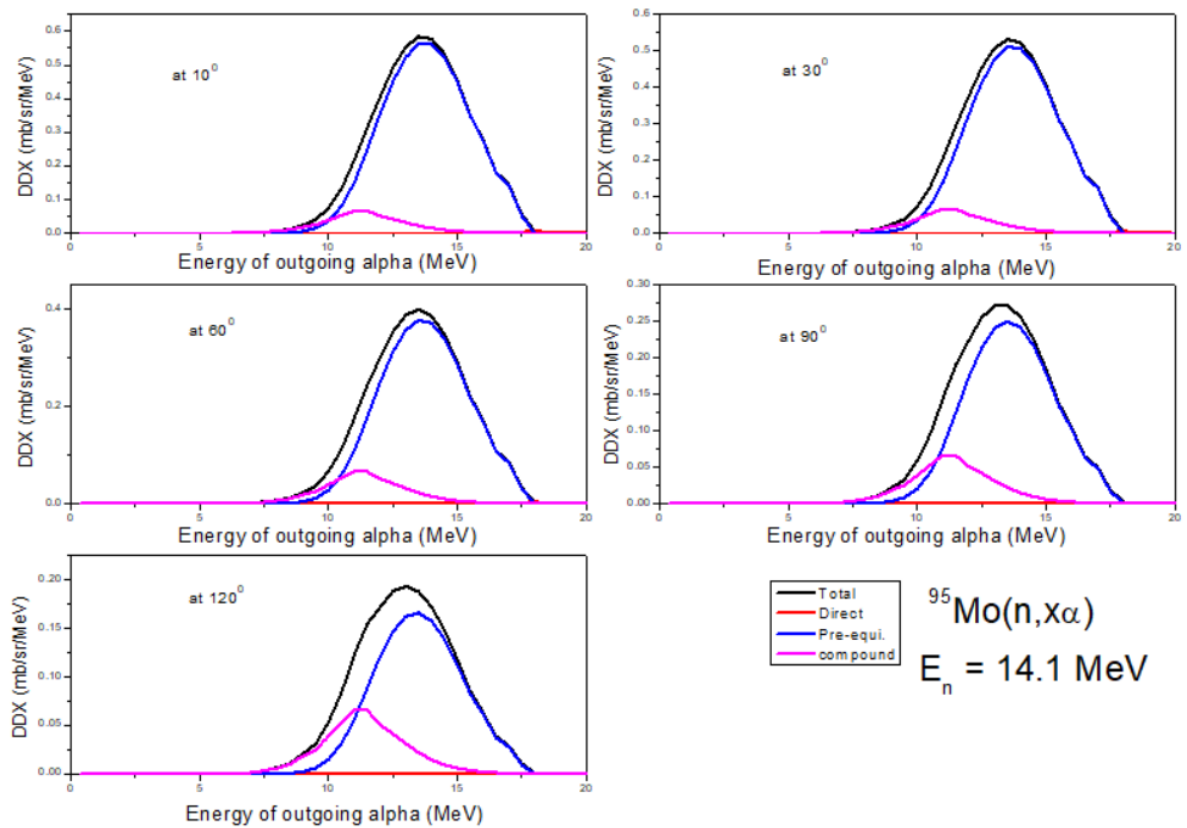 DDX (mb/sr/MeV)
0.6
0.5
0.4
0.3
0.2
0.1
0.0
at 10⁰
0 5 10 15 20
Energy of outgoing alpha (MeV)
DDX (mb/sr/MeV)
0.5
0.4
0.3
0.2
0.1
0.0
at 30⁰
0 5 10 15 20
Energy of outgoing alpha (MeV)
DDX (mb/sr/MeV)
0.4
0.2
0.0
at 60⁰
0 5 10 15 20
Energy of outgoing alpha (MeV)
DDX (mb/sr/MeV)
0.30
0.25
0.20
0.15
0.10
0.05
0.00
at 90⁰
0 5 10 15 20
Energy of outgoing alpha (MeV)
DDX (mb/sr/MeV)
0.20
0.15
0.10
0.05
0.00
at 120⁰
0 5 10 15 20
Energy of outgoing alpha (MeV)
Total
Direct
Pre-equi.
compound
⁹⁵Mo(n,xα)
Eₙ = 14.1 MeV